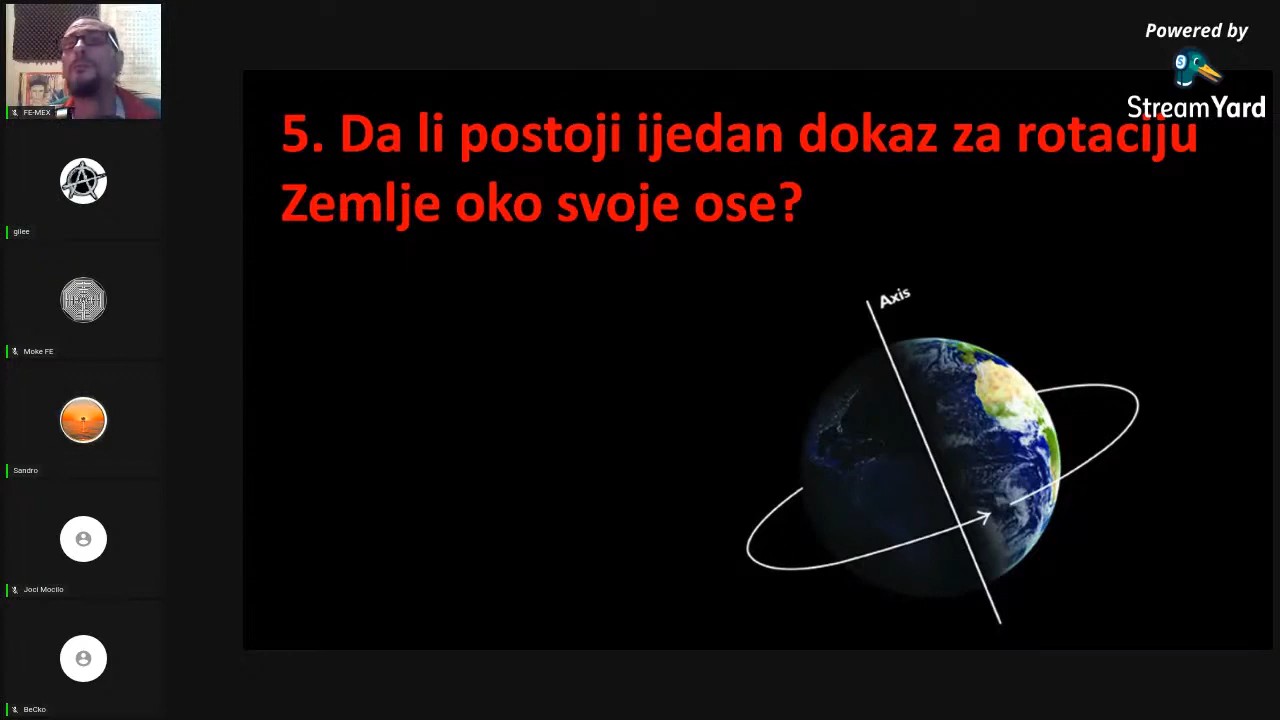 Powered by
StreamYard
FE-MEX
5. Da li postoji ijedan dokaz za rotaciju
Zemlje oko svoje ose?
gilee
Axis
Moke FE
Sandro
Joci Mocilo
BeCko